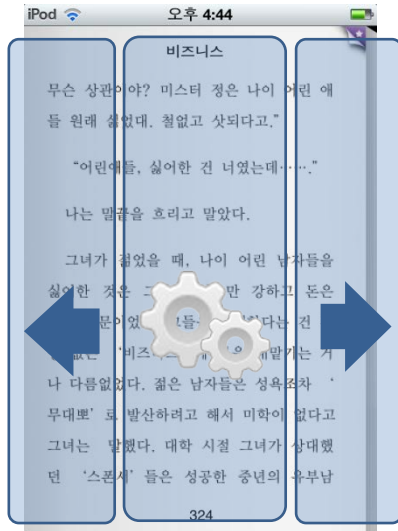 iPod 오후 4:44
비즈니스
무슨 상관이야? 미스터 정은 나이 어린 애
들 원래 싫었대. 철없고 삿되다고."
"어린애들, 싫어한 건 너였는데……."
나는 말끝을 흐리고 말았다.
그녀가 젊었을 때, 나이 어린 남자들을
싫어한 것은 만 강하고 돈은
건
'비즈니스 거
나 다름없었다. 젊은 남자들은 성욕조차 '
무대뽀' 로 발산하려고 해서 미학이 없다고
그녀는 말했다. 대학 시절 그녀가 상대했
던 '스폰서' 들은 성공한 중년의 유부남
324